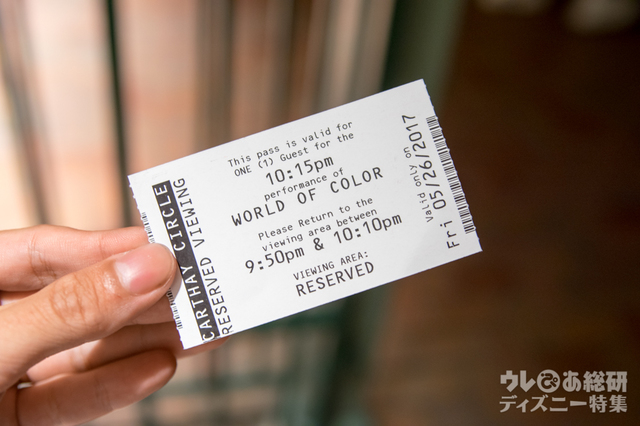 CARTHAY CIRCLE
RESERVED VIEWING
This pass is valid for
ONE (1) Guest for the
10:15pm
performance of
WORLD OF COLOR
Please Return to the
viewing area between
9:50pm & 10:10pm
VIEWING AREA:
RESERVED
Valid only on
Fri 05/26/2017
ウレぴあ総研
ディズニー特集